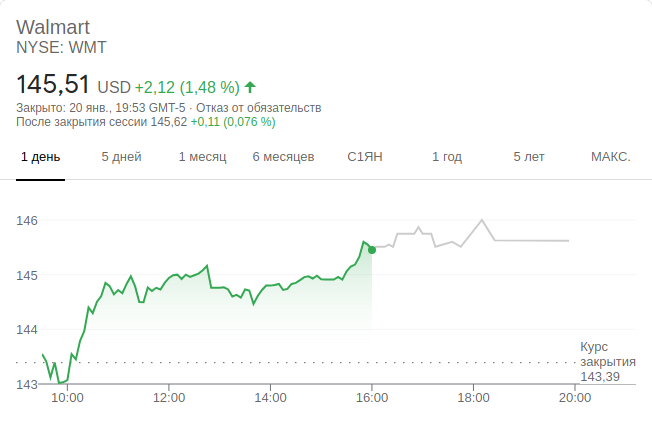 Walmart
NYSE: WMT
145,51 USD +2,12 (1,48 %)
Закрыто: 20 янв., 19:53 GMT-5 · Отказ от обязательств
После закрытия сессии 145,62 +0,11 (0,076 %)
1 день 5 дней 1 месяц 6 месяцев С1ЯН 1 год 5 лет МАКС.
146
145
144
Курс
закрытия
143,39
143
10:00 12:00 14:00 16:00 18:00 20:00